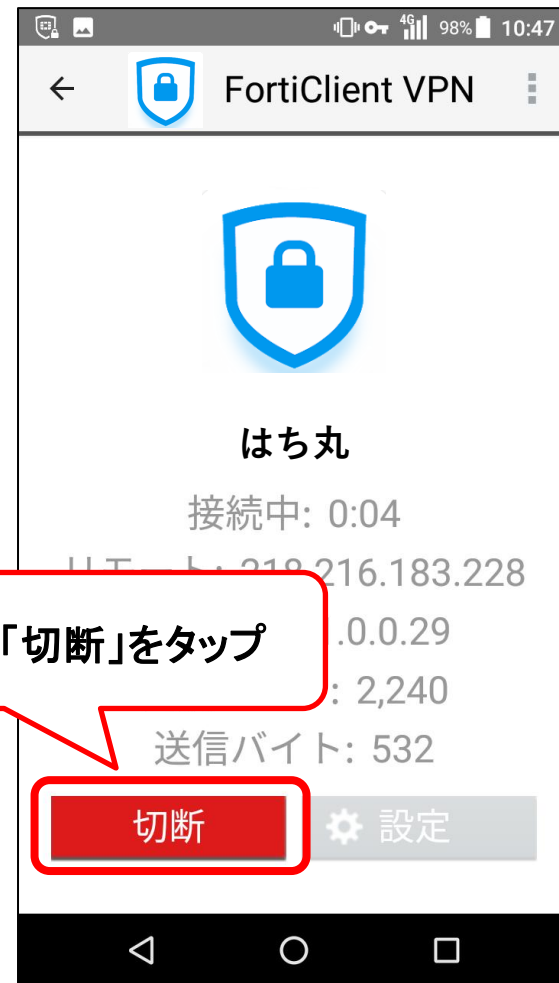 4G 98% 10:47
FortiClient VPN
はち丸
接続中: 0:04
216.183.228
「切断」をタップ
.0.0.29
: 2,240
送信バイト: 532
切断
設定